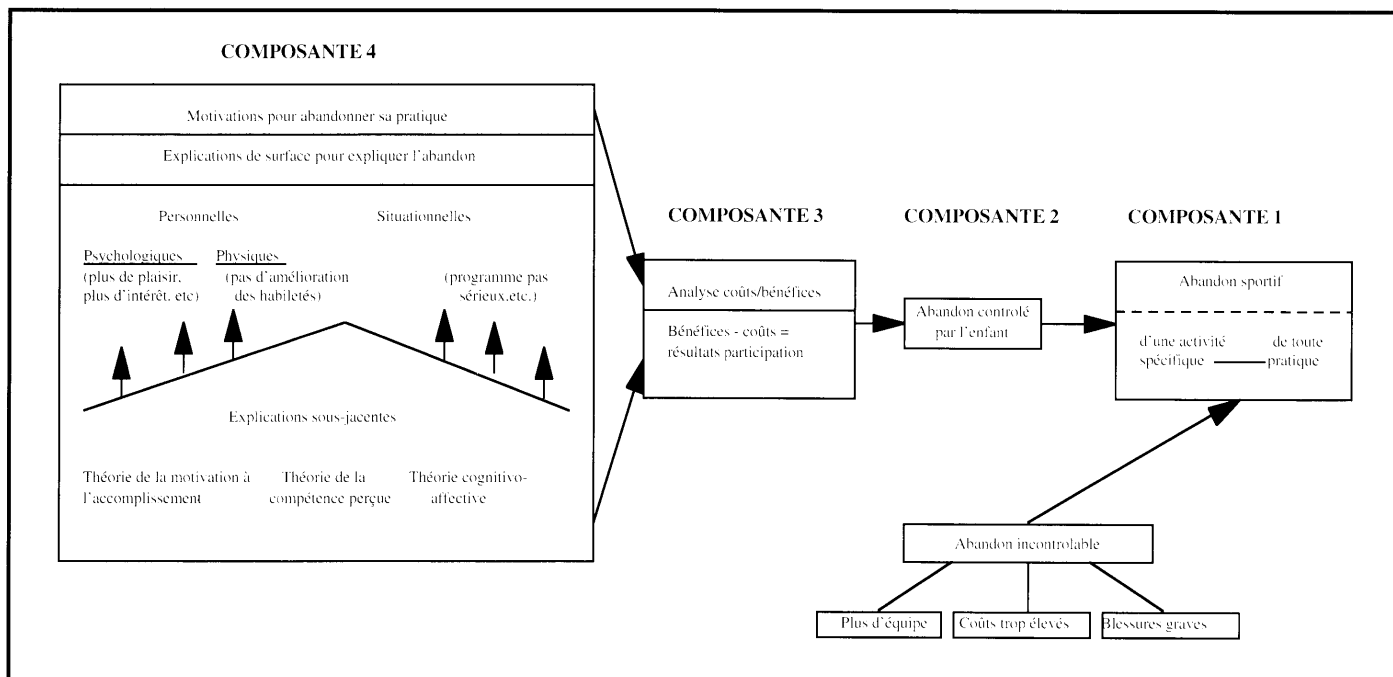 COMPOSANTE 4
Motivations pour abandonner sa pratique
Explications de surface pour expliquer l'abandon
Personnelles
Situationnelles
Psychologiques
(plus de plaisir,
plus d'intérêt. etc)
Physiques
(pas d'amélioration
des habiletés)
(programme pas
sérieux.etc.)
Explications sous-jacentes
Théorie de la motivation à
l'accomplissement
Théorie de la
compétence perçue
Théorie cognitivo-
affective
COMPOSANTE 3
Analyse coûts/bénéfices
Bénéfices - coûts =
résultats participation
COMPOSANTE 2
Abandon controlé
par l'enfant
COMPOSANTE 1
Abandon sportif
d'une activité
spécifique
de toute
pratique
Abandon incontrolable
Plus d'équipe
Coûts trop élevés
Blessures graves